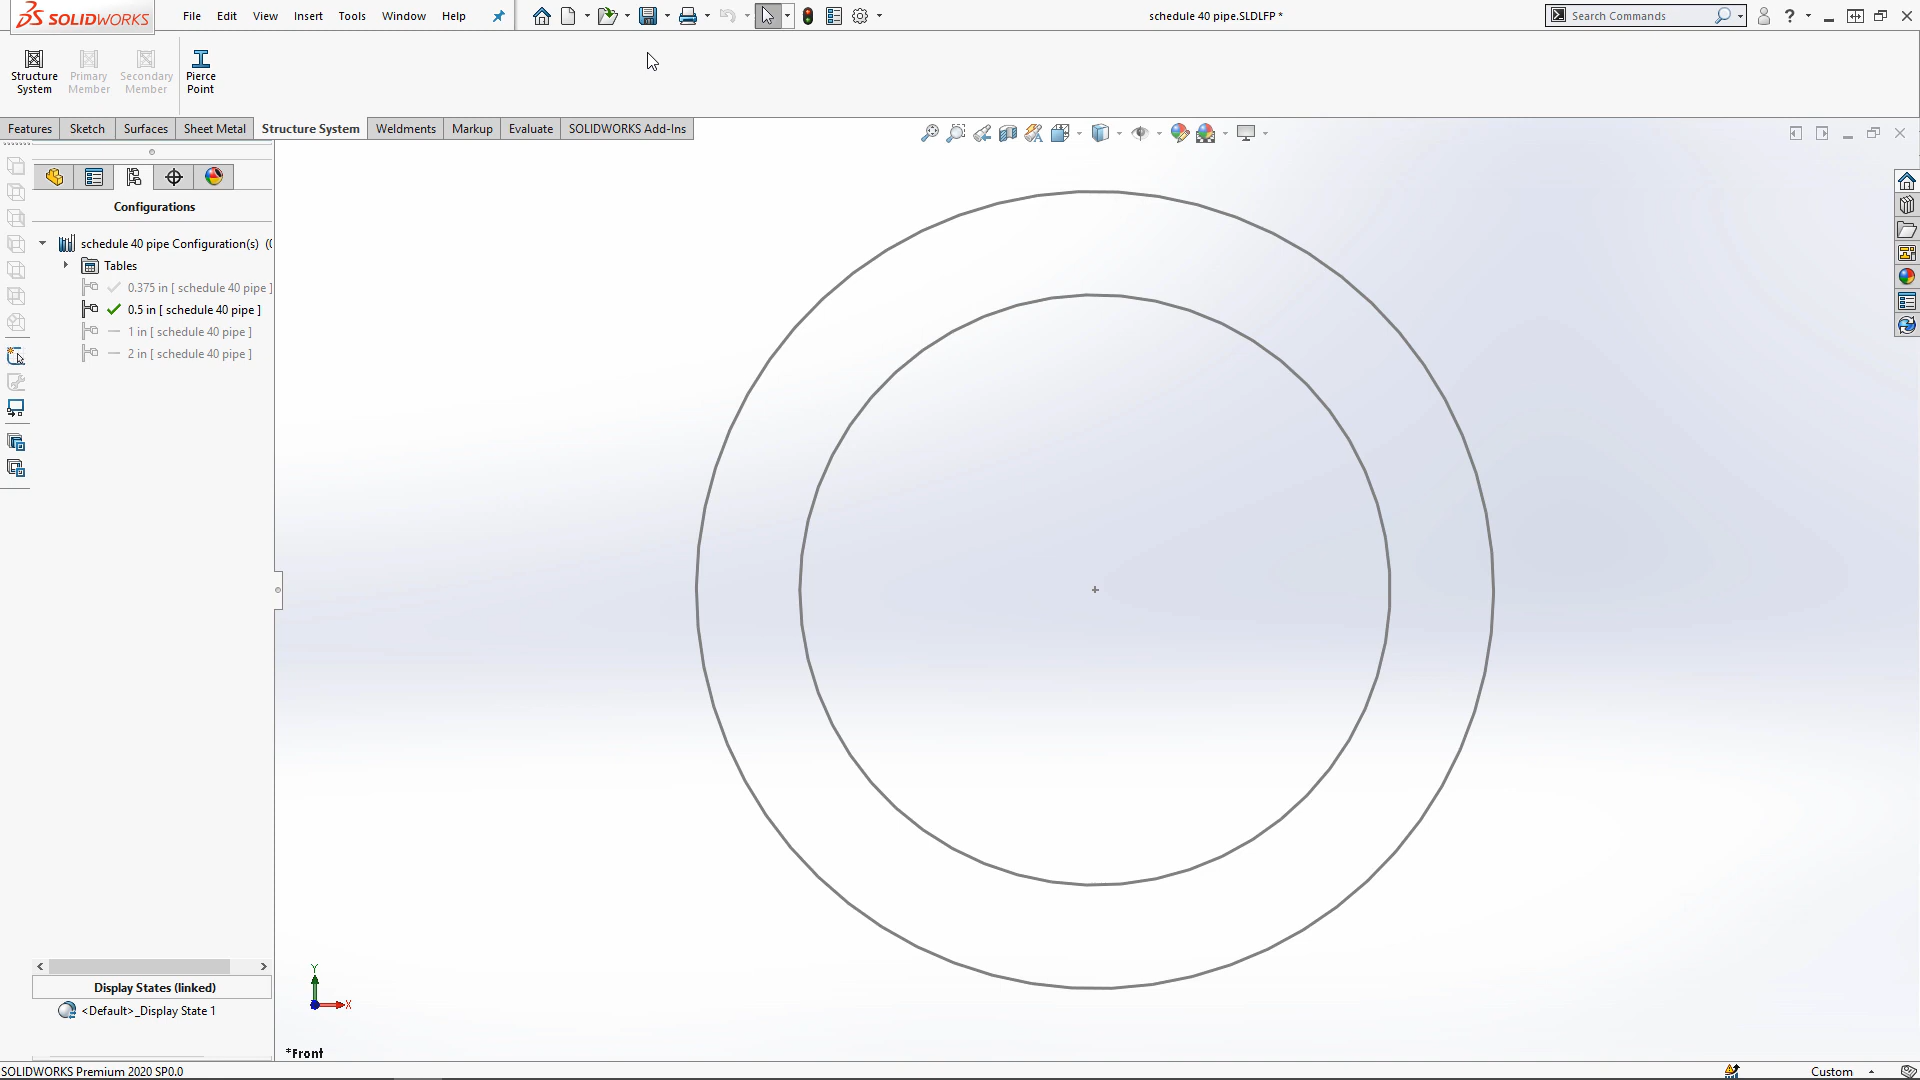 SOLIDWORKS
File Edit View Insert Tools Window Help
schedule 40 pipe.SLDLFP *
Search Commands
?
Structure System
Primary Member
Secondary Member
Pierce Point
Features Sketch Surfaces Sheet Metal Structure System Weldments Markup Evaluate SOLIDWORKS Add-Ins
Configurations
schedule 40 pipe Configuration(s) ((
Tables
0.375 in [ schedule 40 pipe ]
0.5 in [ schedule 40 pipe ]
1 in [ schedule 40 pipe ]
2 in [ schedule 40 pipe ]
Display States (linked)
<Default>_Display State 1
Y
X
*Front
SOLIDWORKS Premium 2020 SP0.0
Custom